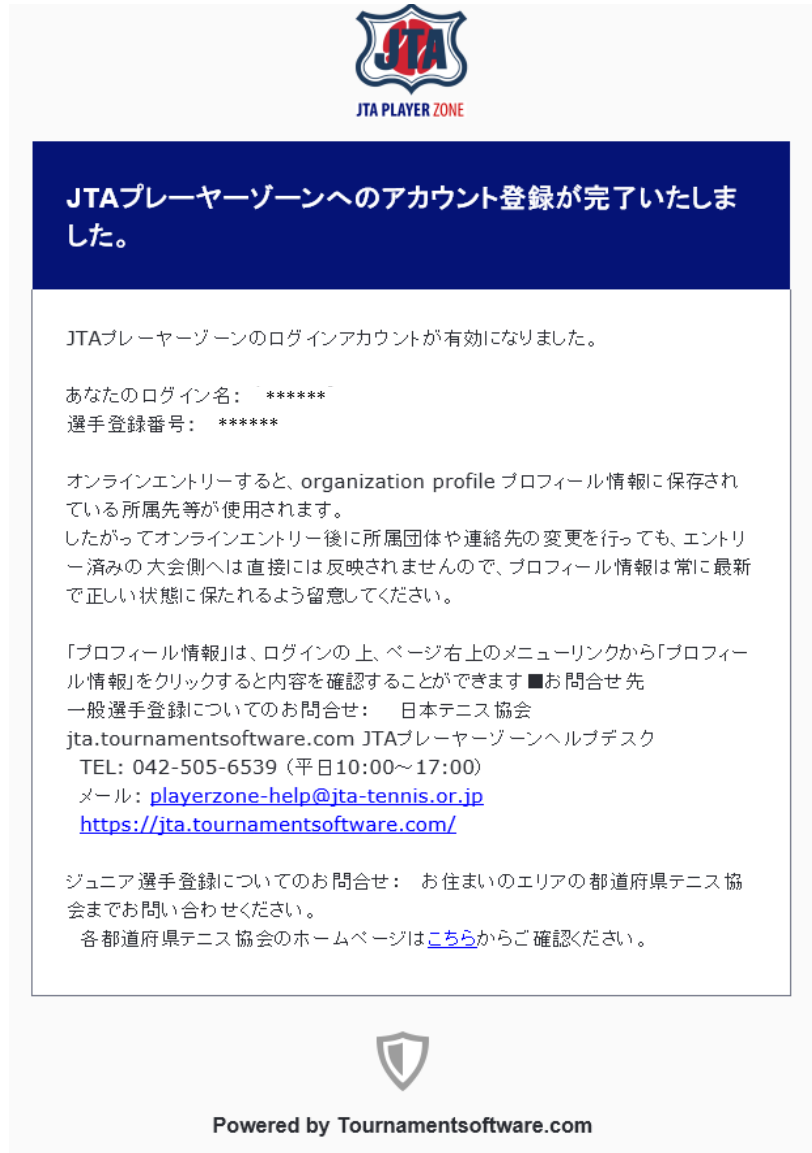 JTA
JTA PLAYER ZONE
JTAプレーヤーゾーンへのアカウント登録が完了いたしま
した。
JTAプレーヤーゾーンのログインアカウントが有効になりました。
あなたのログイン名: ******
選手登録番号: ******
オンラインエントリーすると、organization profile プロフィール情報に保存され
ている所属先等が使用されます。
したがってオンラインエントリー後に所属団体や連絡先の変更を行っても、エントリ
ー済みの大会側へは直接には反映されませんので、プロフィール情報は常に最新
で正しい状態に保たれるよう留意してください。
「プロフィール情報」は、ログインの上、ページ右上のメニューリンクから「プロフィー
ル情報」をクリックすると内容を確認することができます■お問合せ先
一般選手登録についてのお問合せ: 日本テニス協会
jta.tournamentsoftware.com JTAプレーヤーゾーンヘルプデスク
TEL: 042-505-6539 (平日10:00～17:00)
メール: playerzone-help@jta-tennis.or.jp
https://jta.tournamentsoftware.com/
ジュニア選手登録についてのお問合せ: お住まいのエリアの都道府県テニス協
会までお問い合わせください。
各都道府県テニス協会のホームページはこちらからご確認ください。
Powered by Tournamentsoftware.com